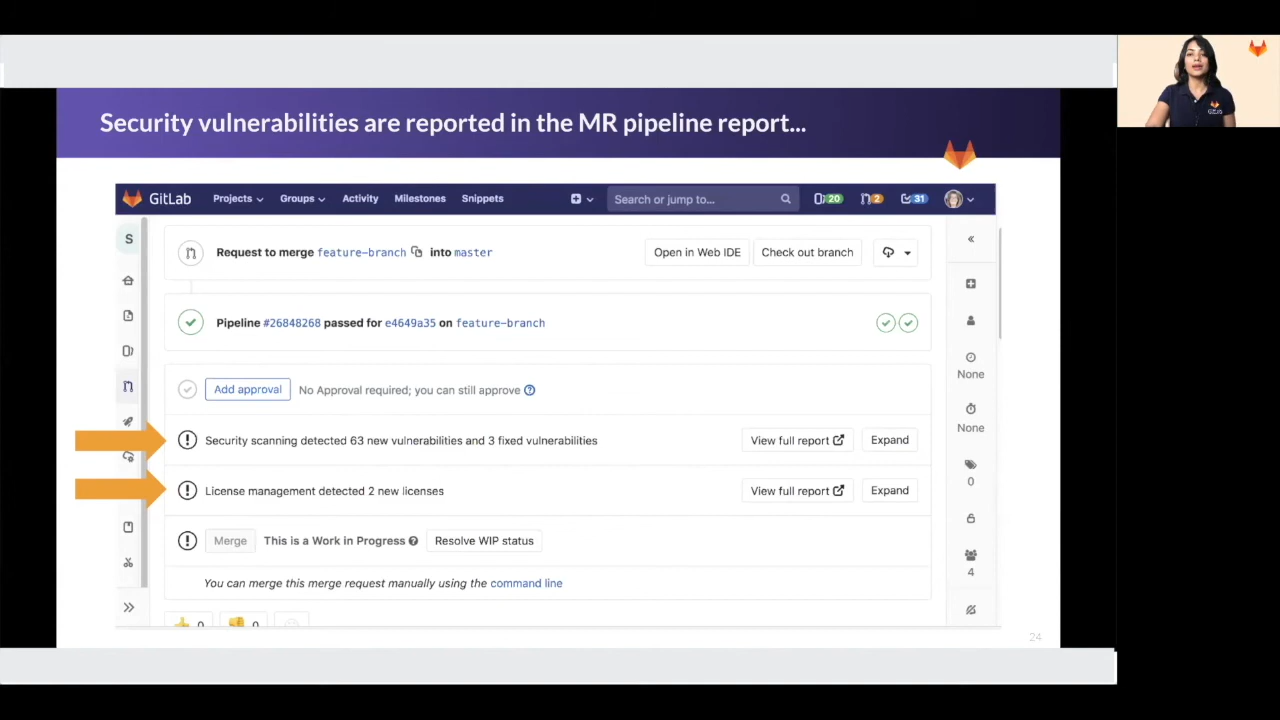 Security vulnerabilities are reported in the MR pipeline report...
GitLab Projects Groups Activity Milestones Snippets Search or jump to... 20 2 31
S
Request to merge feature-branch into master Open in Web IDE Check out branch
Pipeline #26848268 passed for e4649a35 on feature-branch
None
Add approval No Approval required; you can still approve
None
Security scanning detected 63 new vulnerabilities and 3 fixed vulnerabilities View full report Expand
0
License management detected 2 new licenses View full report Expand
Merge This is a Work in Progress Resolve WIP status
4
You can merge this merge request manually using the command line
0 0
24